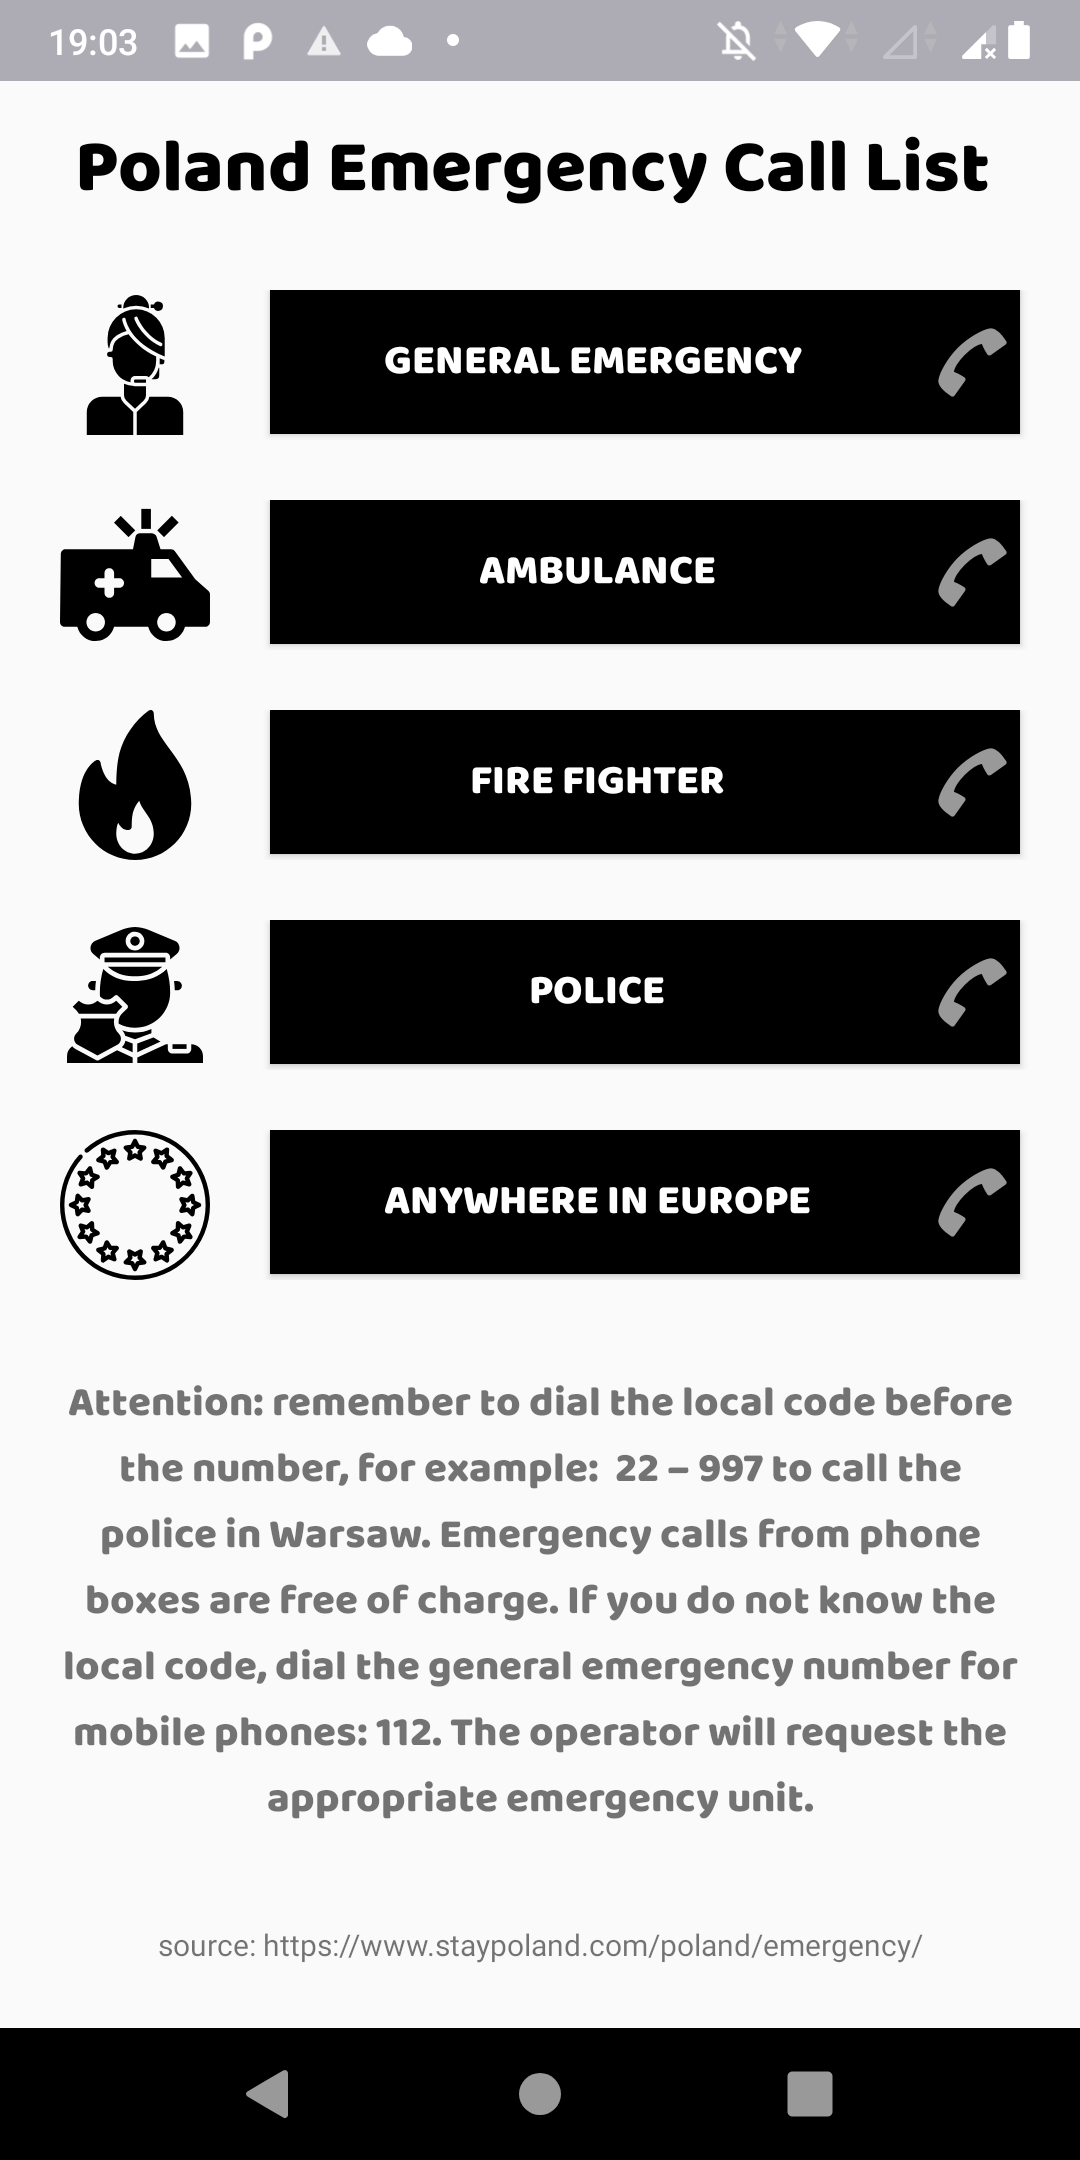 19:03
Poland Emergency Call List
GENERAL EMERGENCY
AMBULANCE
FIRE FIGHTER
POLICE
ANYWHERE IN EUROPE
Attention: remember to dial the local code before
the number, for example:  22 – 997 to call the
police in Warsaw. Emergency calls from phone
boxes are free of charge. If you do not know the
local code, dial the general emergency number for
mobile phones: 112. The operator will request the
appropriate emergency unit.
source: https://www.staypoland.com/poland/emergency/